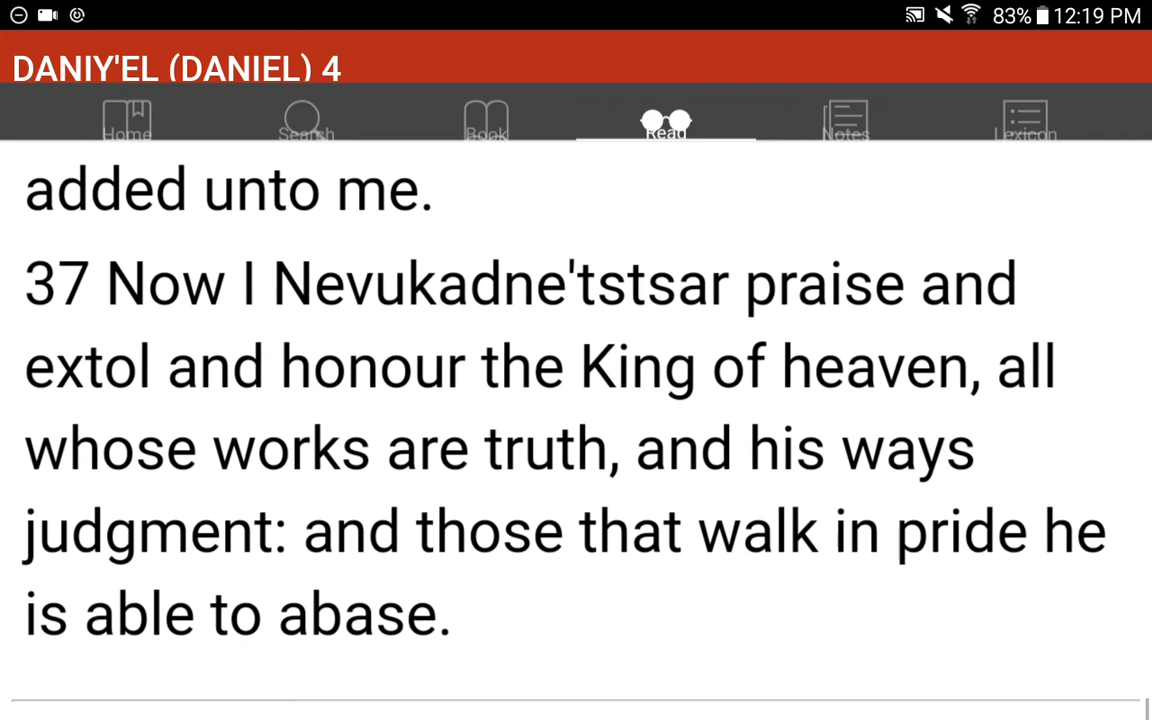 83% 12:19 PM
DANIY'EL (DANIEL) 4
Home Search Book Read Notes Lexicon
added unto me.
37 Now I Nevukadne'tstsar praise and
extol and honour the King of heaven, all
whose works are truth, and his ways
judgment: and those that walk in pride he
is able to abase.